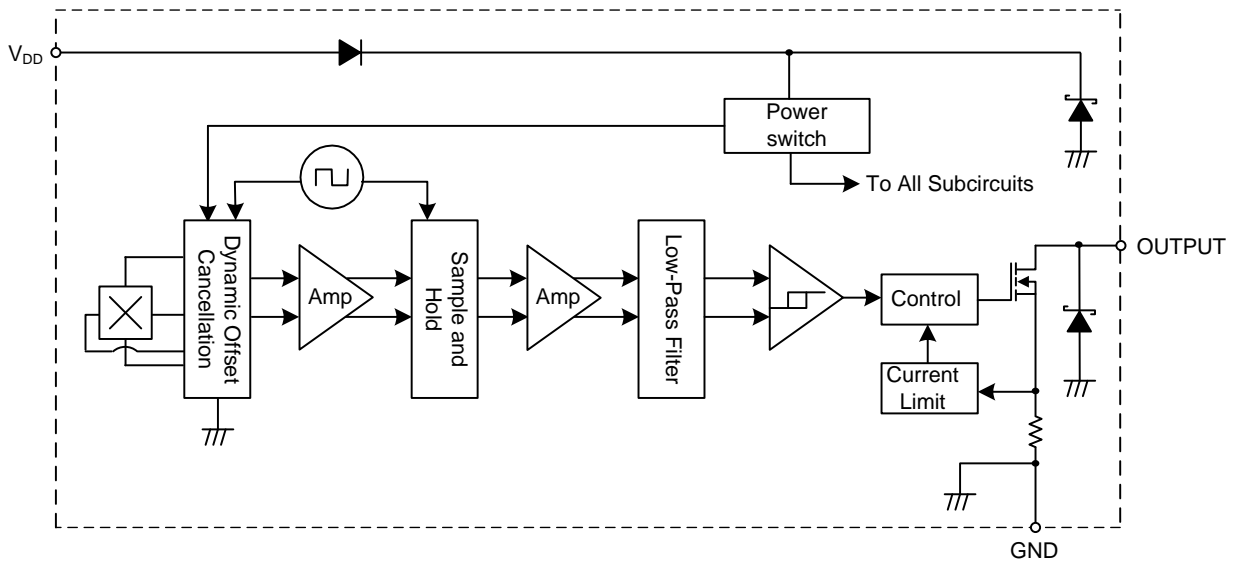 VDD
Power
switch
To All Subcircuits
Dynamic Offset
Cancellation
Amp
Sample and
Hold
Amp
Low-Pass Filter
Control
Current
Limit
OUTPUT
GND